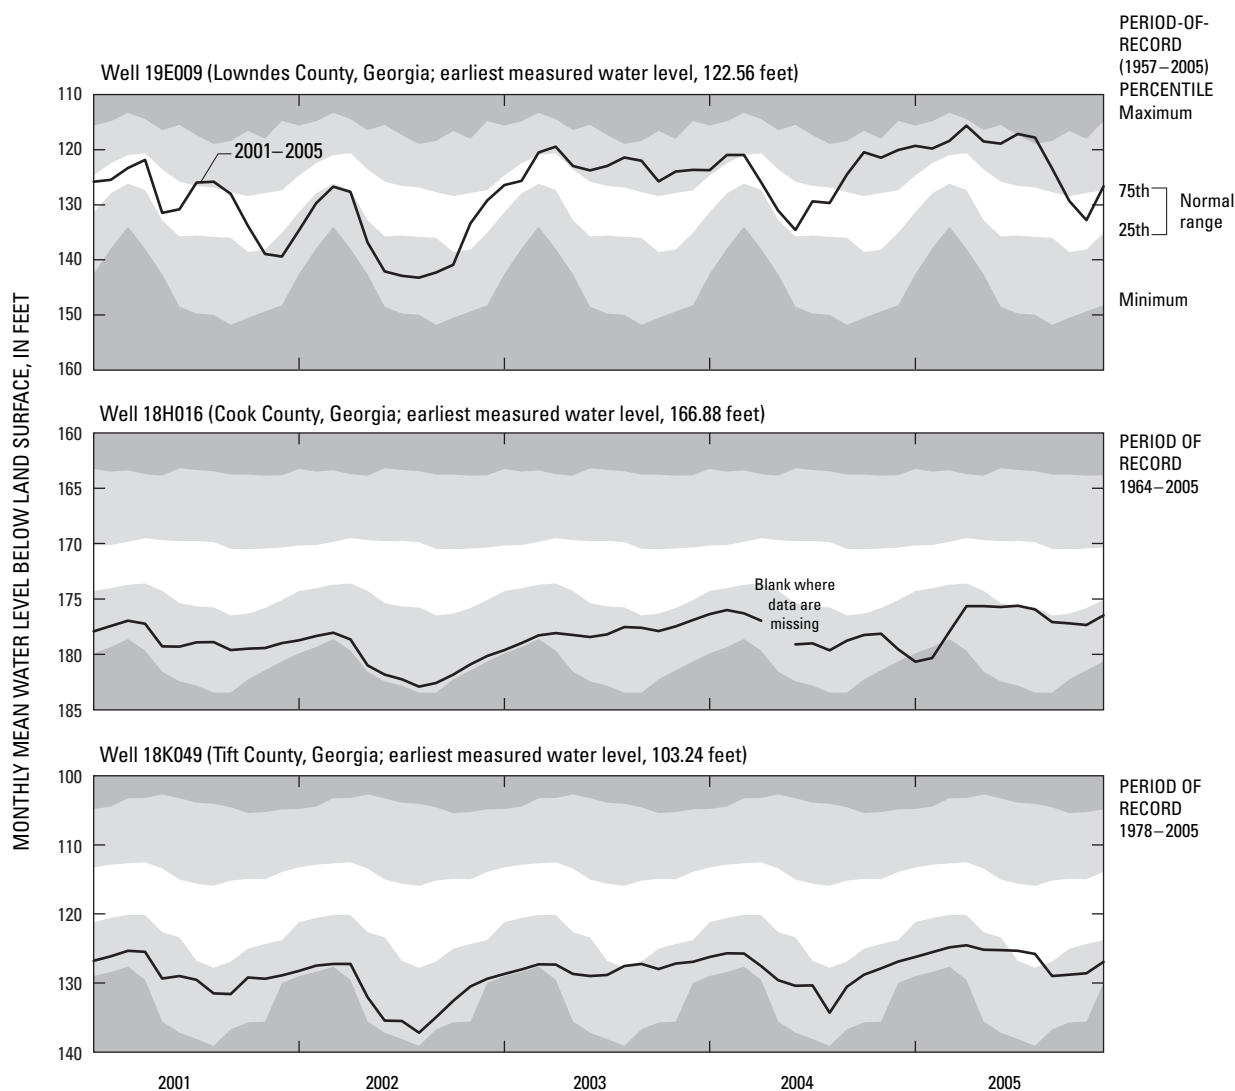 PERIOD-OF-
RECORD
(1957–2005)
PERCENTILE
Maximum
Well 19E009 (Lowndes County, Georgia; earliest measured water level, 122.56 feet)
110
120
130
140
150
160
2001–2005
75th
25th
Normal
range
Minimum
MONTHLY MEAN WATER LEVEL BELOW LAND SURFACE, IN FEET
Well 18H016 (Cook County, Georgia; earliest measured water level, 166.88 feet)
160
165
170
175
180
185
Blank where
data are
missing
PERIOD OF
RECORD
1964–2005
Well 18K049 (Tift County, Georgia; earliest measured water level, 103.24 feet)
100
110
120
130
140
PERIOD OF
RECORD
1978–2005
2001
2002
2003
2004
2005